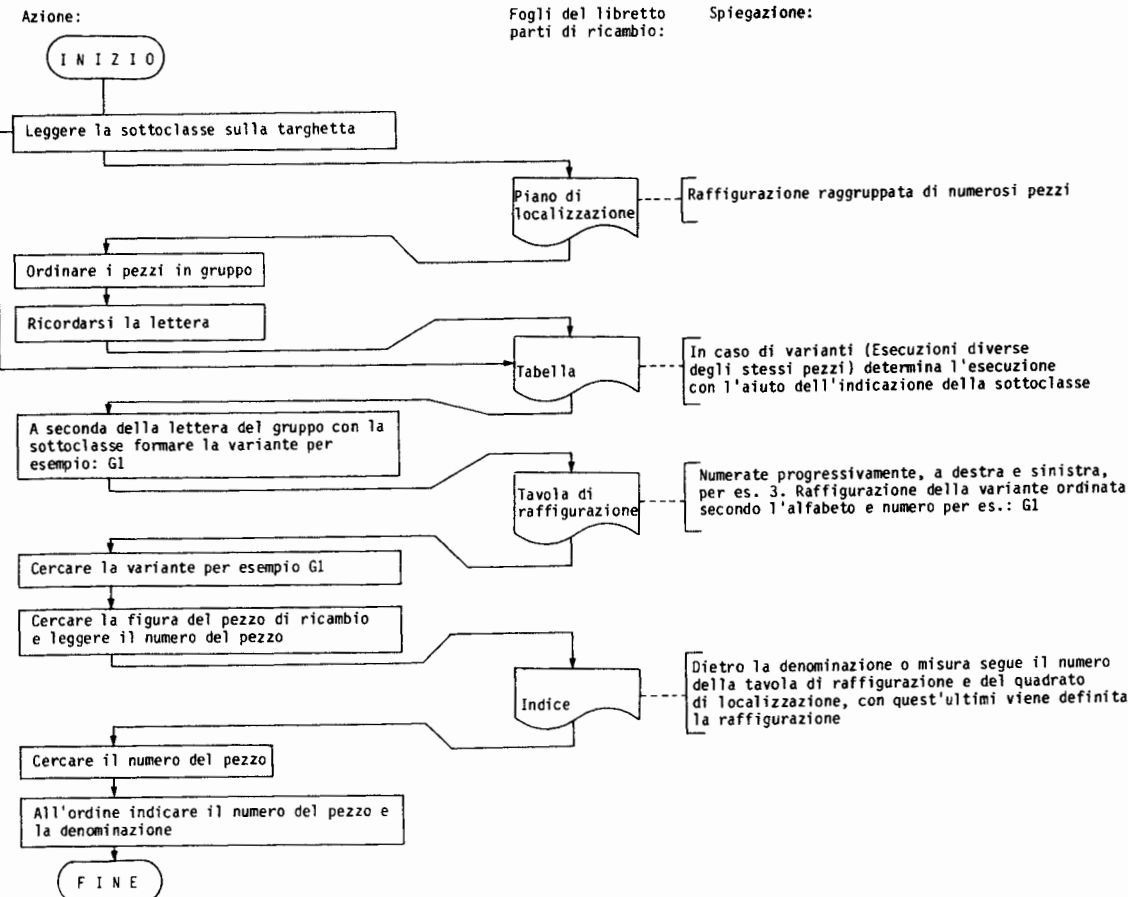 Azione:
Fogli del libretto
parti di ricambio:
Spiegazione:
I N I Z I O
Leggere la sottoclasse sulla targhetta
Piano di
localizzazione
Raffigurazione raggruppata di numerosi pezzi
Ordinare i pezzi in gruppo
Ricordarsi la lettera
Tabella
In caso di varianti (Esecuzioni diverse
degli stessi pezzi) determina l'esecuzione
con l'aiuto dell'indicazione della sottoclasse
A seconda della lettera del gruppo con la
sottoclasse formare la variante per
esempio: G1
Tavola di
raffigurazione
Numerate progressivamente, a destra e sinistra,
per es. 3. Raffigurazione della variante ordinata
secondo l'alfabeto e numero per es.: G1
Cercare la variante per esempio G1
Cercare la figura del pezzo di ricambio
e leggere il numero del pezzo
Indice
Dietro la denominazione o misura segue il numero
della tavola di raffigurazione e del quadrato
di localizzazione, con quest'ultimi viene definita
la raffigurazione
Cercare il numero del pezzo
All'ordine indicare il numero del pezzo e
la denominazione
F I N E